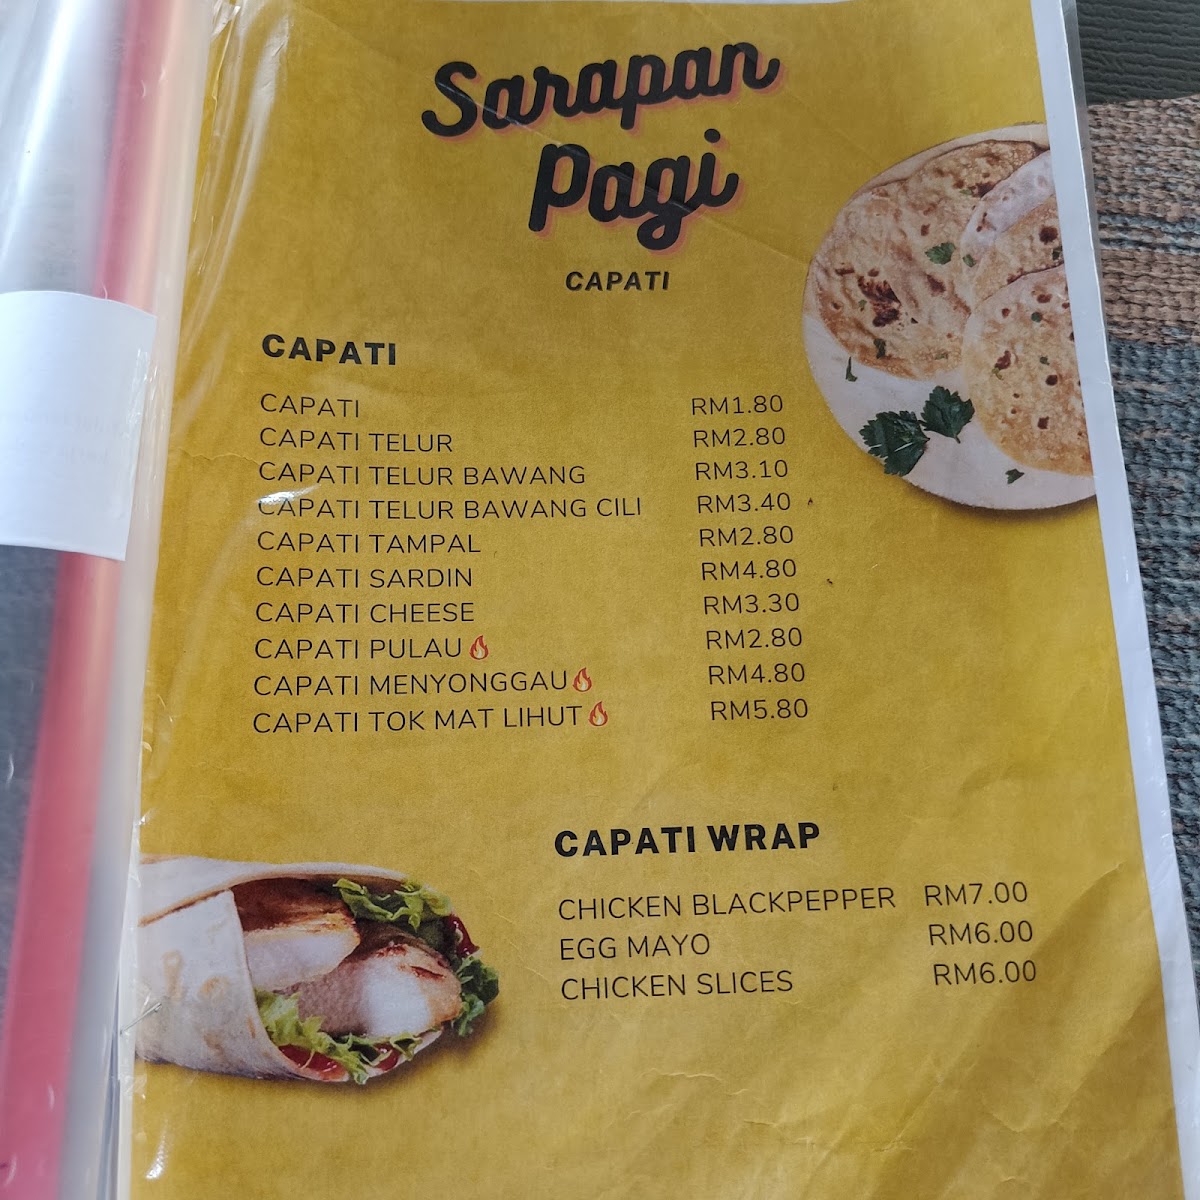 Sarapan
Pagi
CAPATI
CAPATI
CAPATI RM1.80
CAPATI TELUR RM2.80
CAPATI TELUR BAWANG RM3.10
CAPATI TELUR BAWANG CILI RM3.40
CAPATI TAMPAL RM2.80
CAPATI SARDIN RM4.80
CAPATI CHEESE RM3.30
CAPATI PULAU🔥 RM2.80
CAPATI MENYONGGAU🔥 RM4.80
CAPATI TOK MAT LIHUT🔥 RM5.80
CAPATI WRAP
CHICKEN BLACKPEPPER RM7.00
EGG MAYO RM6.00
CHICKEN SLICES RM6.00